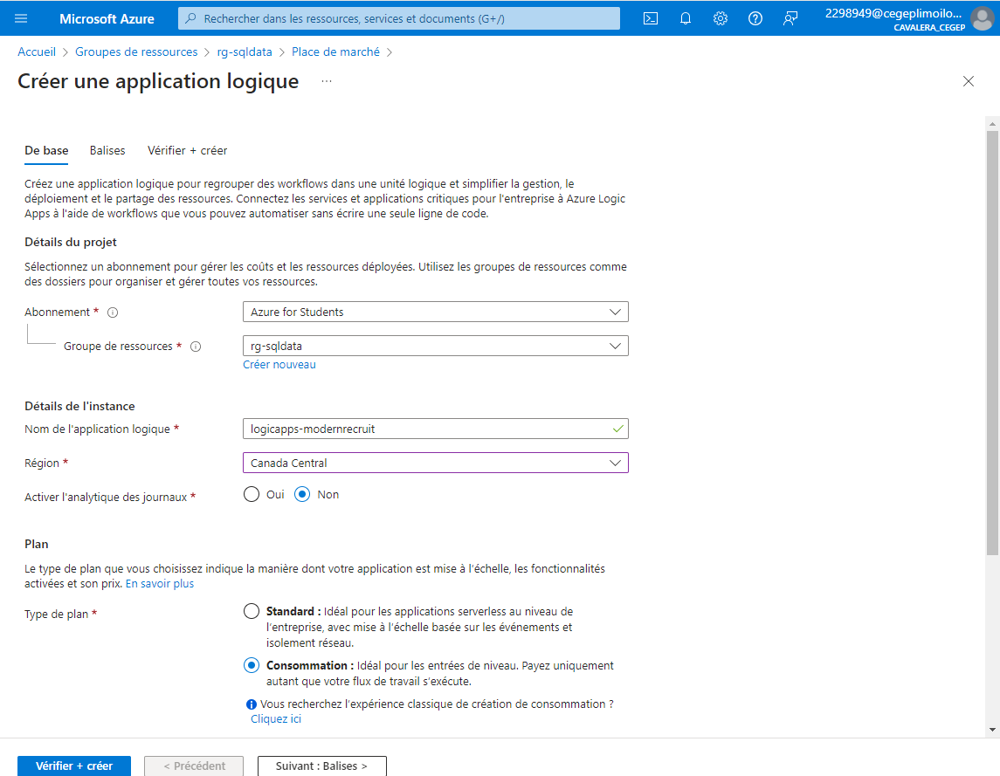 Microsoft Azure
Rechercher dans les ressources, services et documents (G+/)
2298949@cegeplimoilo...
CAVALERA_CEGEP
Accueil > Groupes de ressources > rg-sqldata > Place de marché >
Créer une application logique ...
De base Balises Vérifier + créer
Créez une application logique pour regrouper des workflows dans une unité logique et simplifier la gestion, le
déploiement et le partage des ressources. Connectez les services et applications critiques pour l'entreprise à Azure Logic
Apps à l'aide de workflows que vous pouvez automatiser sans écrire une seule ligne de code.
Détails du projet
Sélectionnez un abonnement pour gérer les coûts et les ressources déployées. Utilisez les groupes de ressources comme
des dossiers pour organiser et gérer toutes vos ressources.
Abonnement * Azure for Students
Groupe de ressources * rg-sqldata
Créer nouveau
Détails de l'instance
Nom de l'application logique * logicapps-modernrecruit
Région * Canada Central
Activer l'analytique des journaux * Oui Non
Plan
Le type de plan que vous choisissez indique la manière dont votre application est mise à l'échelle, les fonctionnalités
activées et son prix. En savoir plus
Type de plan * Standard : Idéal pour les applications serverless au niveau de
l'entreprise, avec mise à l'échelle basée sur les événements et
isolement réseau.
Consommation : Idéal pour les entrées de niveau. Payez uniquement
autant que votre flux de travail s'exécute.
Vous recherchez l'expérience classique de création de consommation ?
Cliquez ici
Vérifier + créer < Précédent Suivant : Balises >